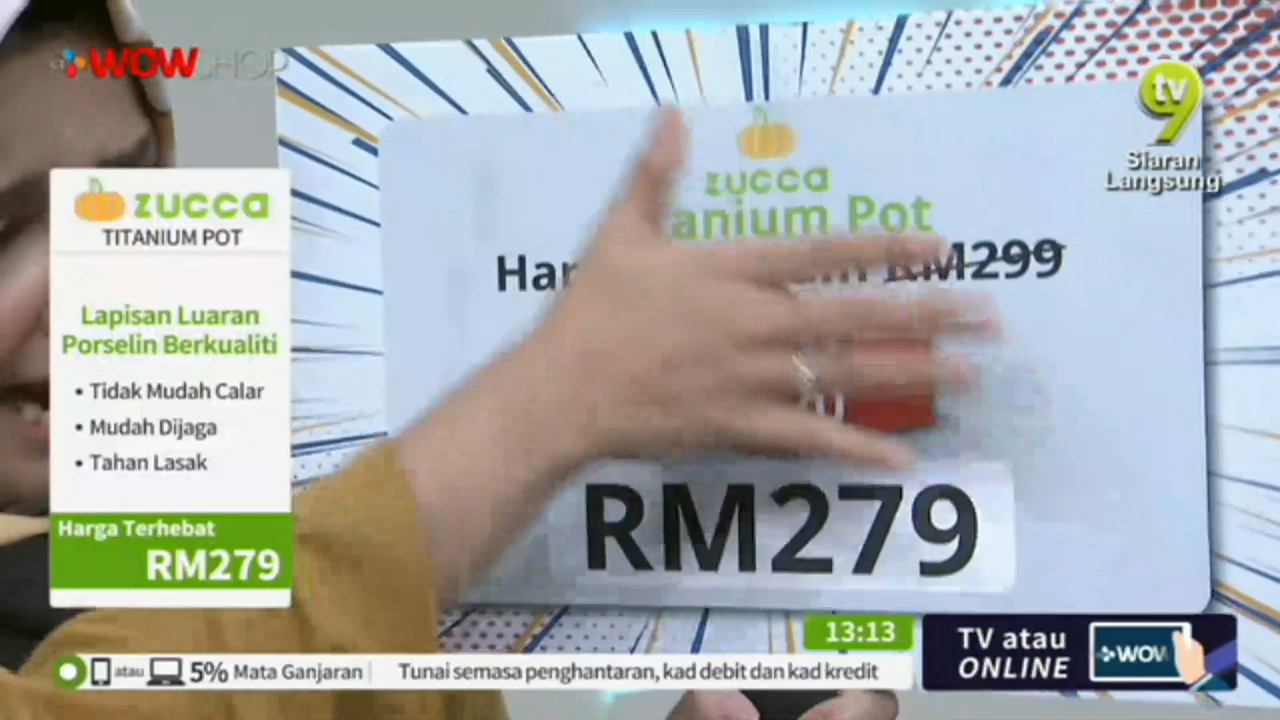 WOWSHOP
tv9
Siaran
Langsung
zucca
TITANIUM POT
Lapisan Luaran
Porselin Berkualiti
• Tidak Mudah Calar
• Mudah Dijaga
• Tahan Lasak
Harga Terhebat
RM279
zucca
anium Pot
Har RM299
RM279
13:13
atau 5% Mata Ganjaran | Tunai semasa penghantaran, kad debit dan kad kredit
TV atau
ONLINE
WOW